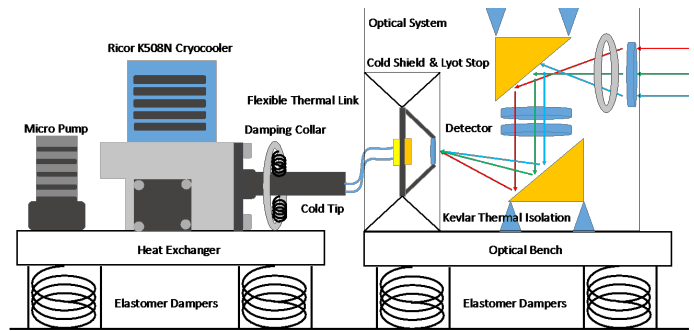 Optical System
Ricor K508N Cryocooler
Cold Shield & Lyot Stop
Flexible Thermal Link
Micro Pump
Damping Collar
Detector
Cold Tip
Kevlar Thermal Isolation
Heat Exchanger
Optical Bench
Elastomer Dampers
Elastomer Dampers